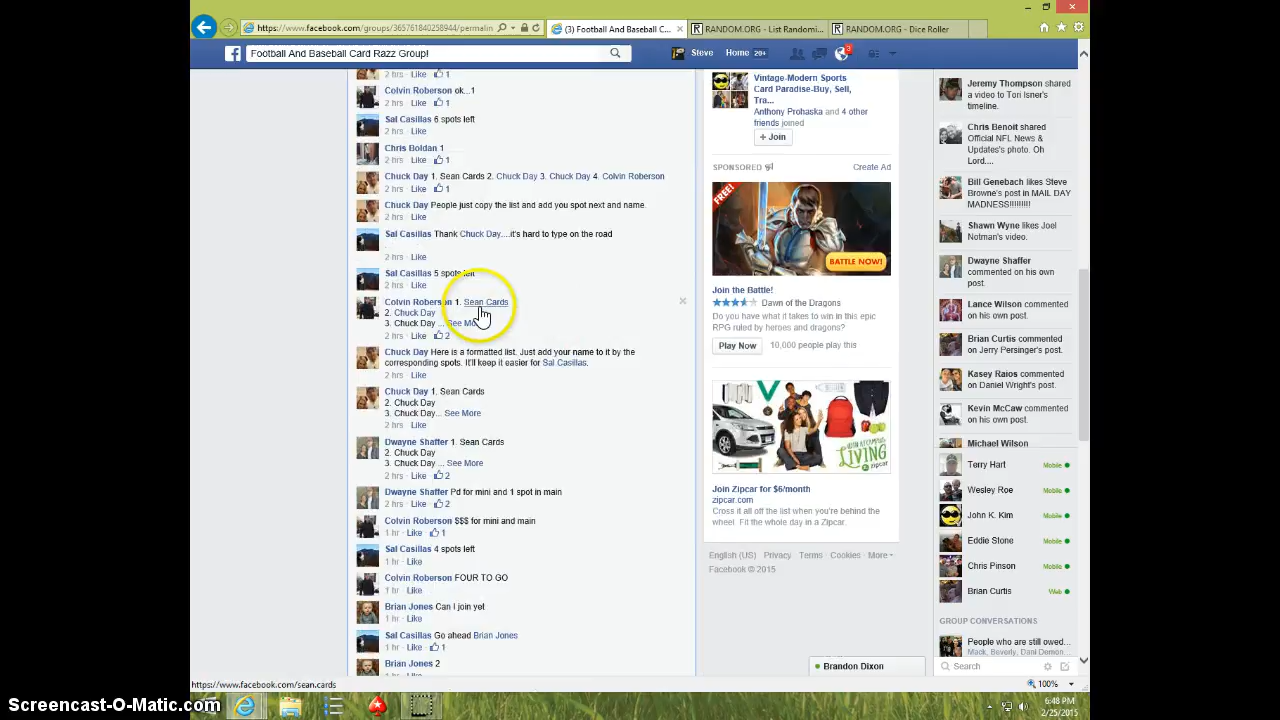 https://www.facebook.com/groups/365761840258944/permalin
(3) Football And Baseball C...
RANDOM.ORG - List Randomi...
RANDOM.ORG - Dice Roller
Football And Baseball Card Razz Group!
Steve
Home 20+
3
2 hrs · Like · 1
Colvin Roberson ok...1
2 hrs · Like · 1
Sal Casillas 6 spots left
2 hrs · Like
Chris Boldan 1
2 hrs · Like · 1
Chuck Day 1. Sean Cards 2. Chuck Day 3. Chuck Day 4. Colvin Roberson
2 hrs · Like · 1
Chuck Day People just copy the list and add you spot next and name.
2 hrs · Like
Sal Casillas Thank Chuck Day....it's hard to type on the road
.
2 hrs · Like
Sal Casillas 5 spots left
2 hrs · Like
Colvin Roberson 1. Sean Cards
2. Chuck Day
3. Chuck Day ... See More
2 hrs · Like · 2
Chuck Day Here is a formatted list. Just add your name to it by the
corresponding spots. It'll keep it easier for Sal Casillas.
2 hrs · Like
Chuck Day 1. Sean Cards
2. Chuck Day
3. Chuck Day... See More
2 hrs · Like
Dwayne Shaffer 1. Sean Cards
2. Chuck Day
3. Chuck Day ... See More
2 hrs · Like · 2
Dwayne Shaffer Pd for mini and 1 spot in main
2 hrs · Like · 2
Colvin Roberson $$$ for mini and main
1 hr · Like · 1
Sal Casillas 4 spots left
1 hr · Like
Colvin Roberson FOUR TO GO
1 hr · Like
Brian Jones Can I join yet
1 hr · Like
Sal Casillas Go ahead Brian Jones
1 hr · Like · 1
Brian Jones 2
Vintage-Modern Sports
Card Paradise-Buy, Sell,
Tra...
Anthony Prohaska and 4 other
friends joined
+ Join
SPONSORED
Create Ad
FREE!
BATTLE NOW!
Join the Battle!
Dawn of the Dragons
Do you have what it takes to win in this epic
RPG ruled by heroes and dragons?
Play Now
10,000 people play this
LIVING
zipcar
Join Zipcar for $6/month
zipcar.com
Cross it all off the list when you're behind the
wheel. Fit the whole day in a Zipcar.
English (US) · Privacy · Terms · Cookies · More
Facebook © 2015
Jeremy Thompson shared
a video to Tori Isner's
timeline.
Chris Benoit shared
Official NFL News &
Updates's photo. Oh
Lord....
Bill Genebach likes Steve
Browne's post in MAIL DAY
MADNESS!!!!!!!!
Shawn Wyne likes Joel
Notman's video.
Dwayne Shaffer
commented on his own
post.
Lance Wilson commented
on his own post.
Brian Curtis commented
on Jerry Persinger's post.
Kasey Raios commented
on Daniel Wright's post.
Kevin McCaw commented
on his own post.
Michael Wilson
Terry Hart Mobile
Wesley Roe Mobile
John K. Kim Mobile
Eddie Stone Mobile
Chris Pinson Mobile
Brian Curtis Web
GROUP CONVERSATIONS
People who are still owed...
Mack, Beverly, Dani Demon...
Search
Brandon Dixon
https://www.facebook.com/sean.cards
100%
6:48 PM
2/25/2015
Screencast-O-Matic.com